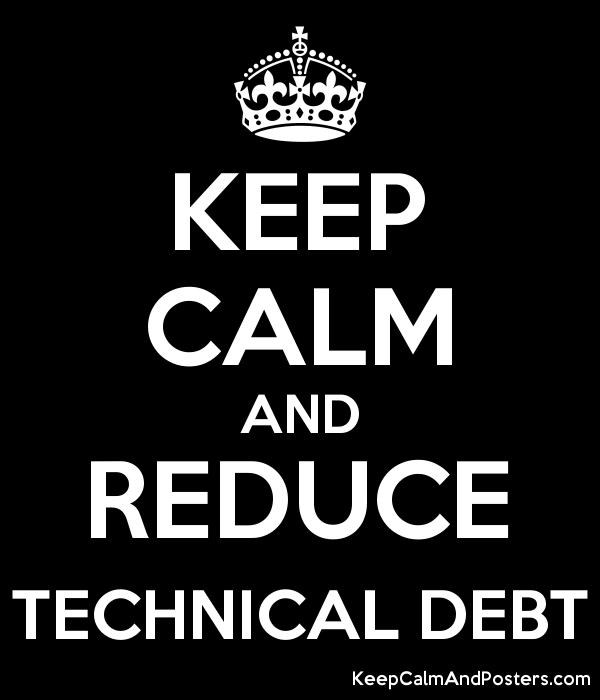 KEEP
CALM
AND
REDUCE
TECHNICAL DEBT
KeepCalmAndPosters.com